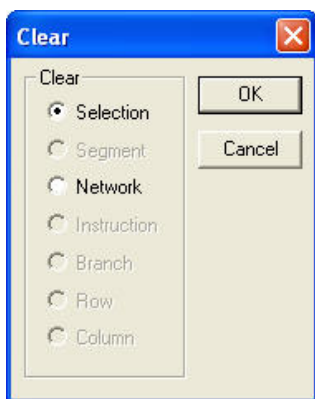 Clear
Clear
Selection
Segment
Network
Instruction
Branch
Row
Column
OK
Cancel